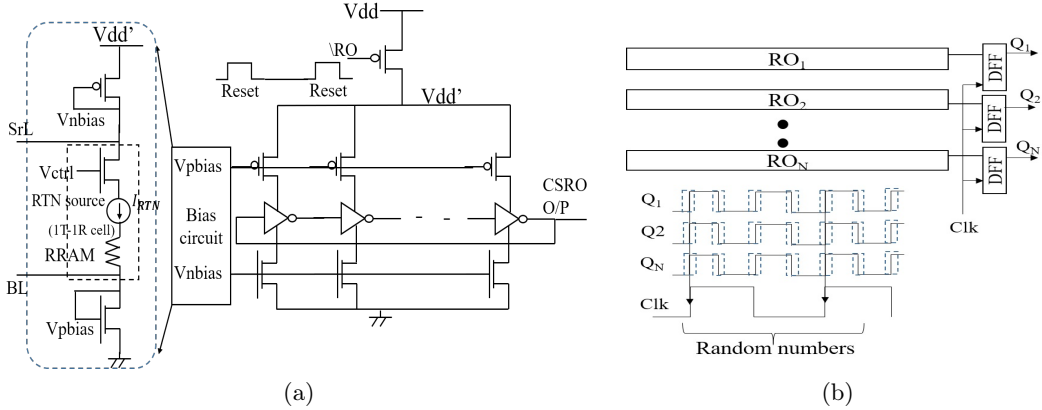 Vdd'
Vnbias
SrL
Vctrl
RTN source
I_RTN
(1T-1R cell)
RRAM
BL
Vpbias
Vdd
\RO
Reset
Reset
Vdd'
Vpbias
Bias
circuit
Vnbias
CSRO
O/P
(a)
RO1
RO2
RON
DFF
DFF
DFF
Q1
Q2
QN
Clk
Q1
Q2
QN
Clk
Random numbers
(b)